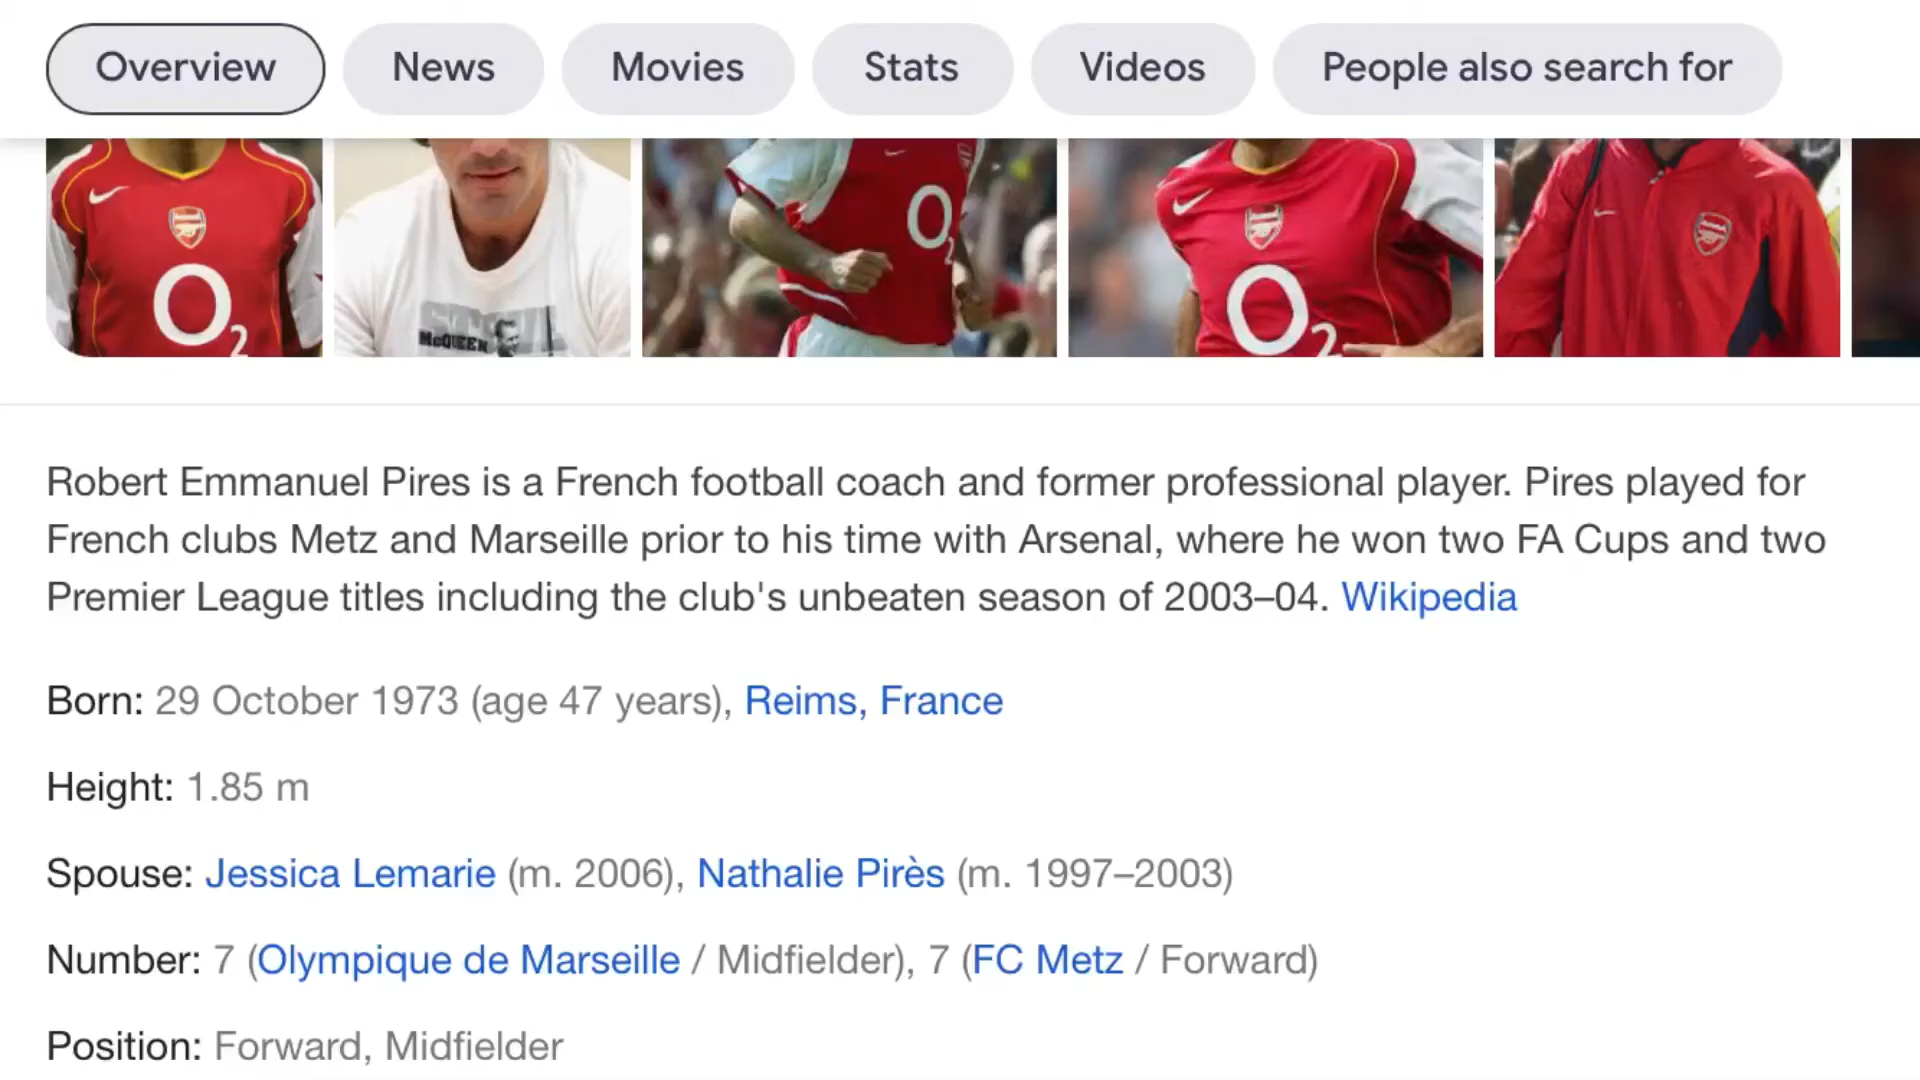 Overview News Movies Stats Videos People also search for
O2
McQUEEN
O2
O2
Robert Emmanuel Pires is a French football coach and former professional player. Pires played for
French clubs Metz and Marseille prior to his time with Arsenal, where he won two FA Cups and two
Premier League titles including the club's unbeaten season of 2003–04. Wikipedia
Born: 29 October 1973 (age 47 years), Reims, France
Height: 1.85 m
Spouse: Jessica Lemarie (m. 2006), Nathalie Pirès (m. 1997–2003)
Number: 7 (Olympique de Marseille / Midfielder), 7 (FC Metz / Forward)
Position: Forward, Midfielder